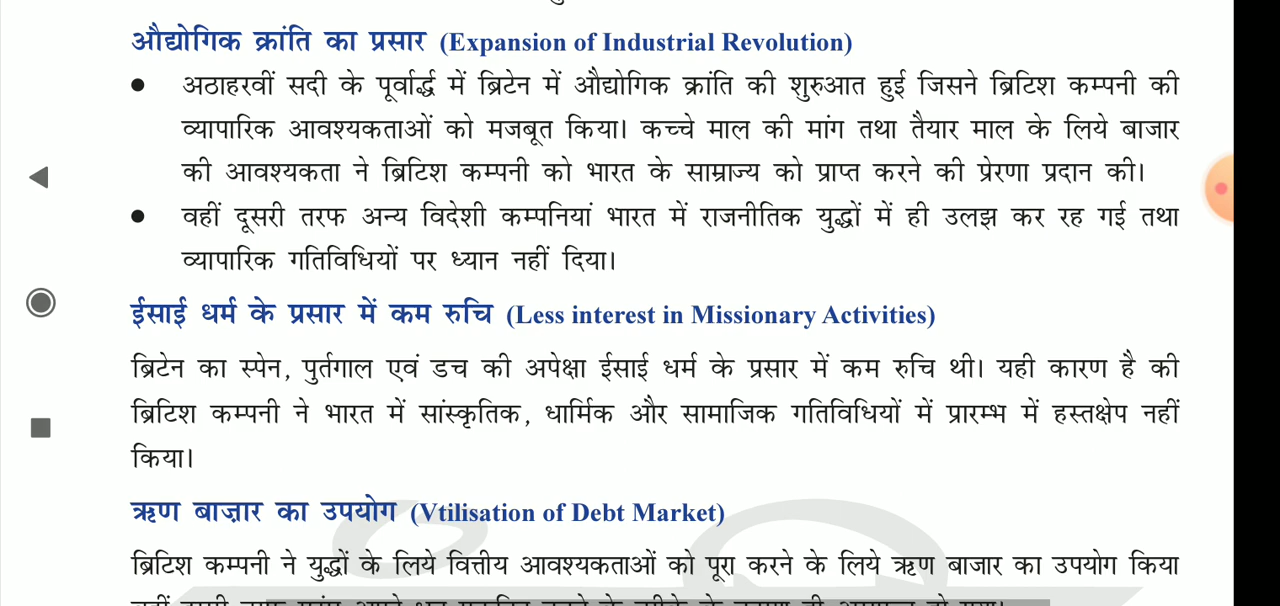 औद्योगिक क्रांति का प्रसार (Expansion of Industrial Revolution)
● अठाहरवीं सदी के पूर्वार्द्ध में ब्रिटेन में औद्योगिक क्रांति की शुरुआत हुई जिसने ब्रिटिश कम्पनी की
व्यापारिक आवश्यकताओं को मजबूत किया। कच्चे माल की मांग तथा तैयार माल के लिये बाजार
की आवश्यकता ने ब्रिटिश कम्पनी को भारत के साम्राज्य को प्राप्त करने की प्रेरणा प्रदान की।
● वहीं दूसरी तरफ अन्य विदेशी कम्पनियां भारत में राजनीतिक युद्धों में ही उलझ कर रह गई तथा
व्यापारिक गतिविधियों पर ध्यान नहीं दिया।
ईसाई धर्म के प्रसार में कम रुचि (Less interest in Missionary Activities)
ब्रिटेन का स्पेन, पुर्तगाल एवं डच की अपेक्षा ईसाई धर्म के प्रसार में कम रुचि थी। यही कारण है की
ब्रिटिश कम्पनी ने भारत में सांस्कृतिक, धार्मिक और सामाजिक गतिविधियों में प्रारम्भ में हस्तक्षेप नहीं
किया।
ऋण बाज़ार का उपयोग (Vtilisation of Debt Market)
ब्रिटिश कम्पनी ने युद्धों के लिये वित्तीय आवश्यकताओं को पूरा करने के लिये ऋण बाजार का उपयोग किया